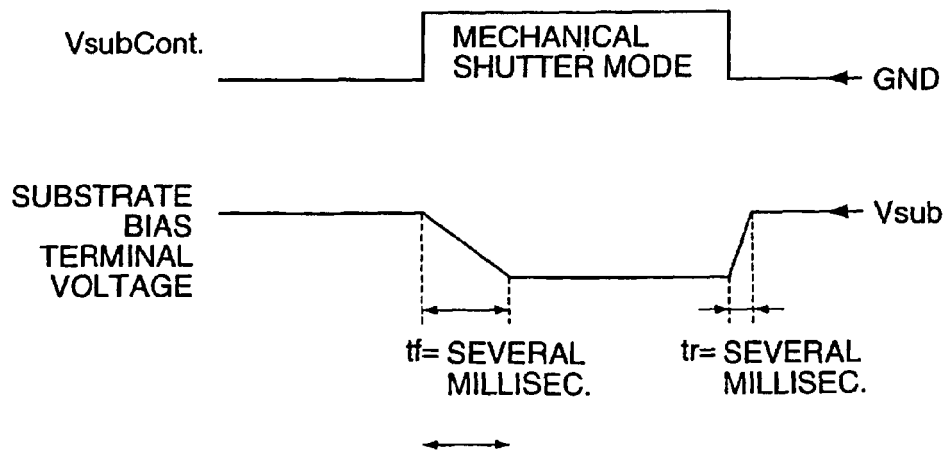 VsubCont.
MECHANICAL
SHUTTER MODE
GND
SUBSTRATE
BIAS
TERMINAL
VOLTAGE
Vsub
tf= SEVERAL
MILLISEC.
tr= SEVERAL
MILLISEC.